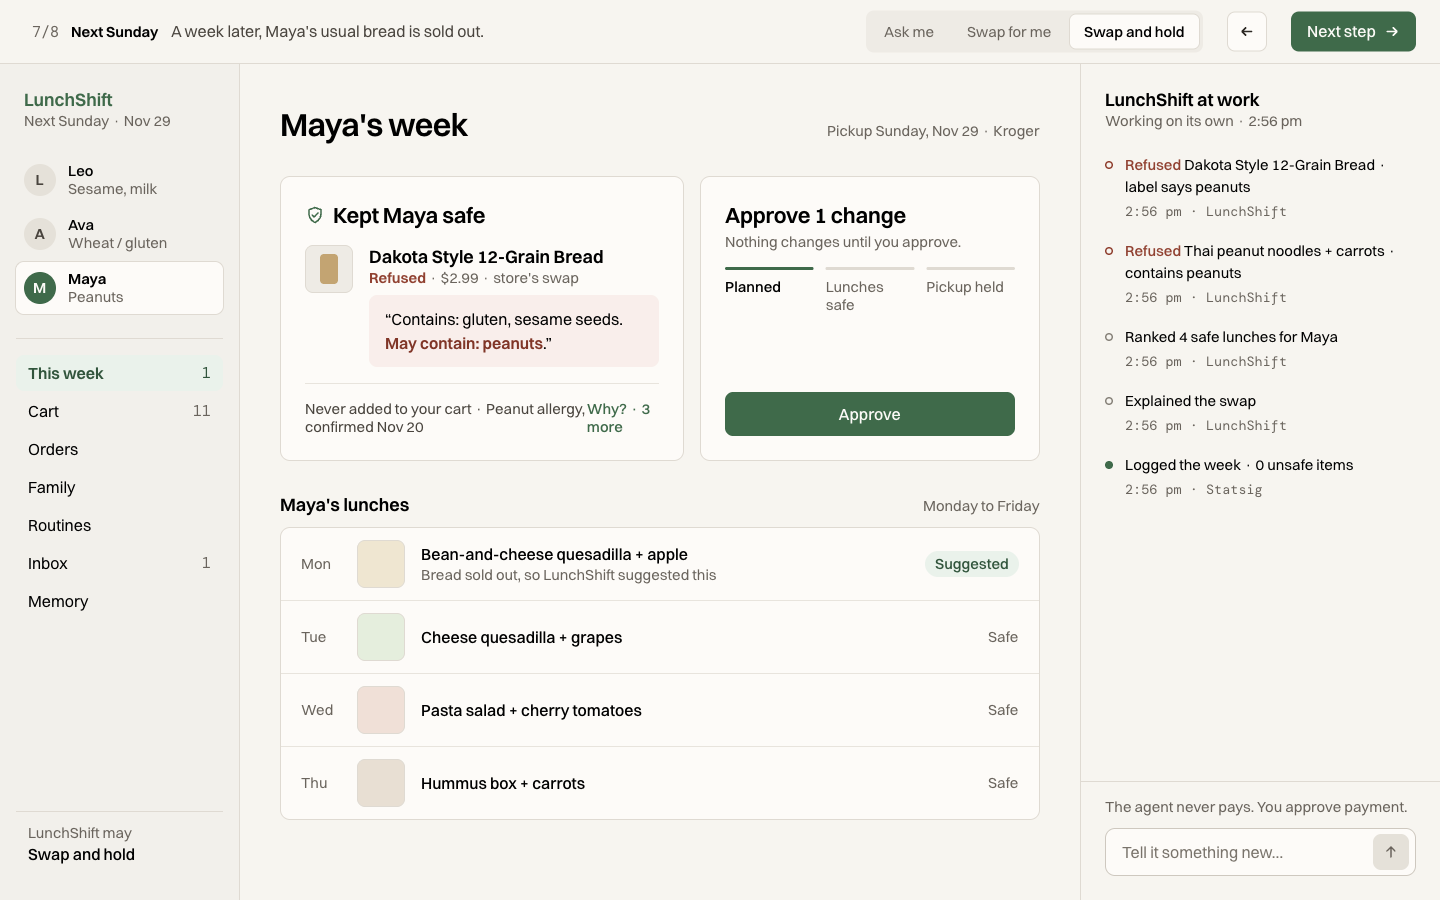 7/8 Next Sunday A week later, Maya's usual bread is sold out.
Ask me Swap for me Swap and hold
Next step
LunchShift
Next Sunday · Nov 29
L
Leo
Sesame, milk
A
Ava
Wheat / gluten
M
Maya
Peanuts
This week 1
Cart 11
Orders
Family
Routines
Inbox 1
Memory
LunchShift may
Swap and hold
Maya's week
Pickup Sunday, Nov 29 · Kroger
Kept Maya safe
Dakota Style 12-Grain Bread
Refused · $2.99 · store's swap
“Contains: gluten, sesame seeds.
May contain: peanuts.”
Never added to your cart · Peanut allergy,
confirmed Nov 20
Why? · 3
more
Approve 1 change
Nothing changes until you approve.
Planned
Lunches
safe
Pickup held
Approve
Maya's lunches
Monday to Friday
Mon
Bean-and-cheese quesadilla + apple
Bread sold out, so LunchShift suggested this
Suggested
Tue Cheese quesadilla + grapes Safe
Wed Pasta salad + cherry tomatoes Safe
Thu Hummus box + carrots Safe
LunchShift at work
Working on its own · 2:56 pm
Refused Dakota Style 12-Grain Bread ·
label says peanuts
2:56 pm · LunchShift
Refused Thai peanut noodles + carrots ·
contains peanuts
2:56 pm · LunchShift
Ranked 4 safe lunches for Maya
2:56 pm · LunchShift
Explained the swap
2:56 pm · LunchShift
Logged the week · 0 unsafe items
2:56 pm · Statsig
The agent never pays. You approve payment.
Tell it something new...